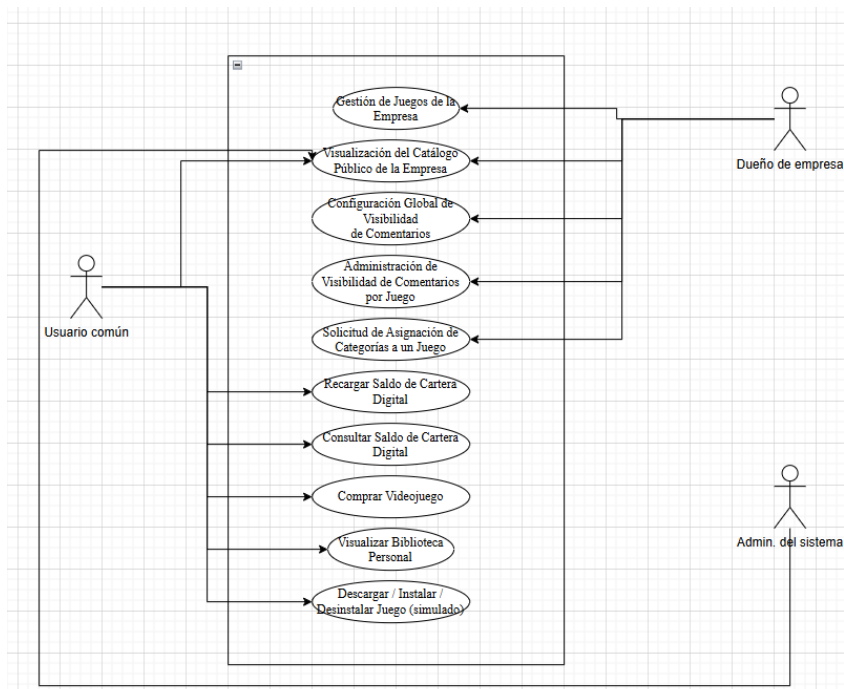 Gestión de Juegos de la
Empresa
Dueño de empresa
Visualización del Catálogo
Público de la Empresa
Configuración Global de
Visibilidad
de Comentarios
Administración de
Visibilidad de Comentarios
por Juego
Usuario común
Solicitud de Asignación de
Categorías a un Juego
Recargar Saldo de Cartera
Digital
Consultar Saldo de Cartera
Digital
Comprar Videojuego
Admin. del sistema
Visualizar Biblioteca
Personal
Descargar / Instalar /
Desinstalar Juego (simulado)